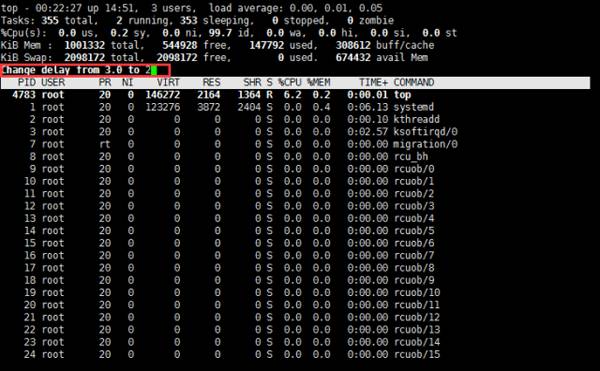 top - 00:22:27 up 14:51,  3 users,  load average: 0.00, 0.01, 0.05
Tasks: 355 total,   2 running, 353 sleeping,   0 stopped,   0 zombie
%Cpu(s):  0.0 us,  0.2 sy,  0.0 ni, 99.7 id,  0.0 wa,  0.0 hi,  0.0 si,  0.0 st
KiB Mem :  1001332 total,   544928 free,   147792 used,   308612 buff/cache
KiB Swap:  2098172 total,  2098172 free,        0 used.   674432 avail Mem
Change delay from 3.0 to 2
PID USER PR NI VIRT RES SHR S %CPU %MEM TIME+ COMMAND
4783 root 20 0 146272 2164 1364 R 6.2 0.2 0:00.01 top
1 root 20 0 123276 3872 2404 S 0.0 0.4 0:06.13 systemd
2 root 20 0 0 0 0 S 0.0 0.0 0:00.10 kthreadd
3 root 20 0 0 0 0 S 0.0 0.0 0:02.57 ksoftirqd/0
7 root rt 0 0 0 0 S 0.0 0.0 0:00.00 migration/0
8 root 20 0 0 0 0 S 0.0 0.0 0:00.00 rcu_bh
9 root 20 0 0 0 0 S 0.0 0.0 0:00.00 rcuob/0
10 root 20 0 0 0 0 S 0.0 0.0 0:00.00 rcuob/1
11 root 20 0 0 0 0 S 0.0 0.0 0:00.00 rcuob/2
12 root 20 0 0 0 0 S 0.0 0.0 0:00.00 rcuob/3
13 root 20 0 0 0 0 S 0.0 0.0 0:00.00 rcuob/4
14 root 20 0 0 0 0 S 0.0 0.0 0:00.00 rcuob/5
15 root 20 0 0 0 0 S 0.0 0.0 0:00.00 rcuob/6
16 root 20 0 0 0 0 S 0.0 0.0 0:00.00 rcuob/7
17 root 20 0 0 0 0 S 0.0 0.0 0:00.00 rcuob/8
18 root 20 0 0 0 0 S 0.0 0.0 0:00.00 rcuob/9
19 root 20 0 0 0 0 S 0.0 0.0 0:00.00 rcuob/10
20 root 20 0 0 0 0 S 0.0 0.0 0:00.00 rcuob/11
21 root 20 0 0 0 0 S 0.0 0.0 0:00.00 rcuob/12
22 root 20 0 0 0 0 S 0.0 0.0 0:00.00 rcuob/13
23 root 20 0 0 0 0 S 0.0 0.0 0:00.00 rcuob/14
24 root 20 0 0 0 0 S 0.0 0.0 0:00.00 rcuob/15